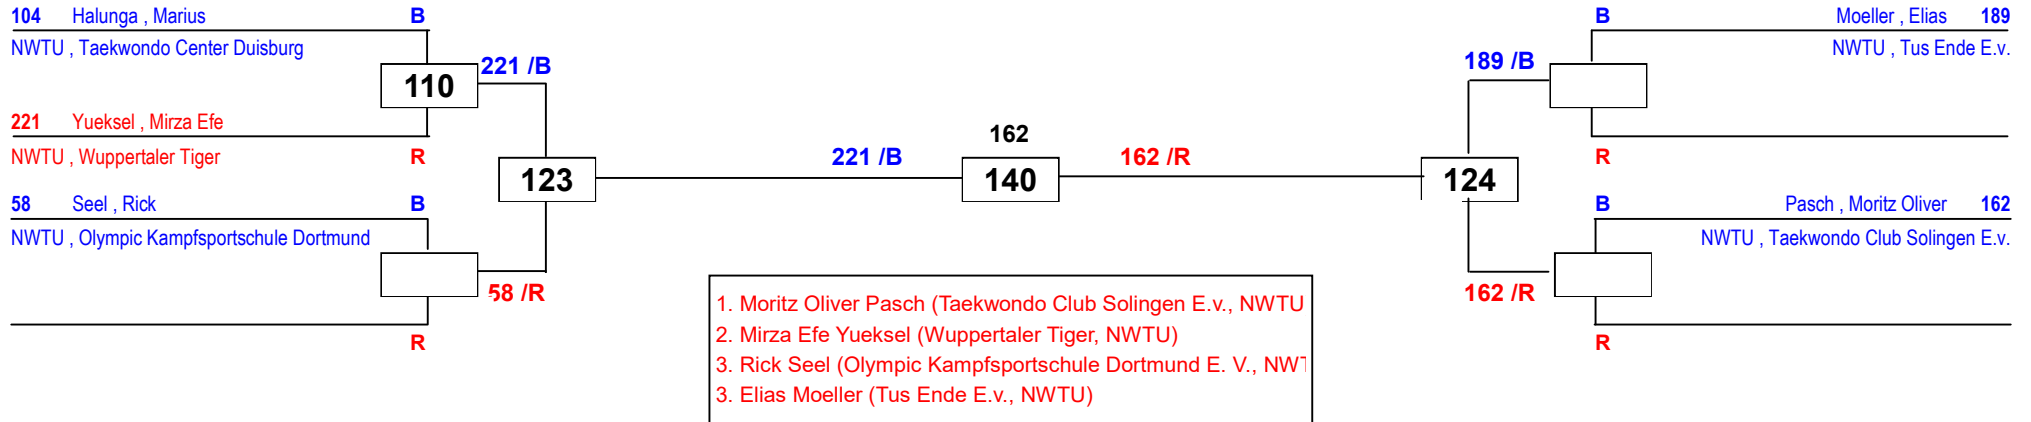 104 Halunga , Marius B
NWTU , Taekwondo Center Duisburg
110
221 /B
221 Yueksel , Mirza Efe
NWTU , Wuppertaler Tiger R
123
58 Seel , Rick B
NWTU , Olympic Kampfsportschule Dortmund
58 /R
R
221 /B
162
140
162 /R
B Moeller , Elias 189
NWTU , Tus Ende E.v.
189 /B
R
124
B Pasch , Moritz Oliver 162
NWTU , Taekwondo Club Solingen E.v.
162 /R
R
1. Moritz Oliver Pasch (Taekwondo Club Solingen E.v., NWTU
2. Mirza Efe Yueksel (Wuppertaler Tiger, NWTU)
3. Rick Seel (Olympic Kampfsportschule Dortmund E. V., NWT
3. Elias Moeller (Tus Ende E.v., NWTU)